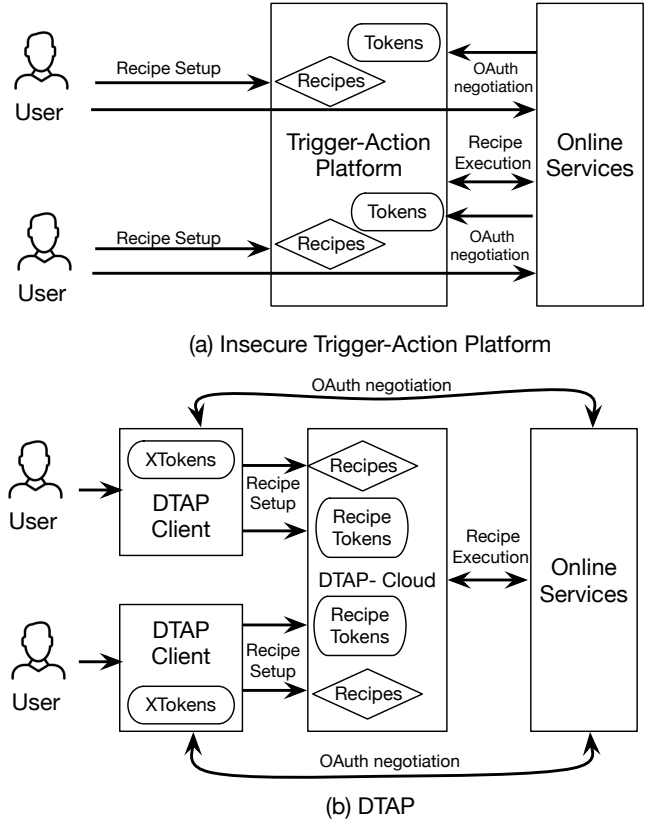 Tokens
Recipe Setup
Recipes
OAuth
negotiation
User
Trigger-Action
Platform
Recipe
Execution
Online
Services
Tokens
Recipe Setup
Recipes
OAuth
negotiation
User
(a) Insecure Trigger-Action Platform
OAuth negotiation
XTokens
Recipes
Recipe
Setup
DTAP
Client
User
Recipe
Tokens
Recipe
Execution
DTAP- Cloud
Online
Services
DTAP
Client
Recipe
Tokens
Recipe
Setup
User
XTokens
Recipes
OAuth negotiation
(b) DTAP